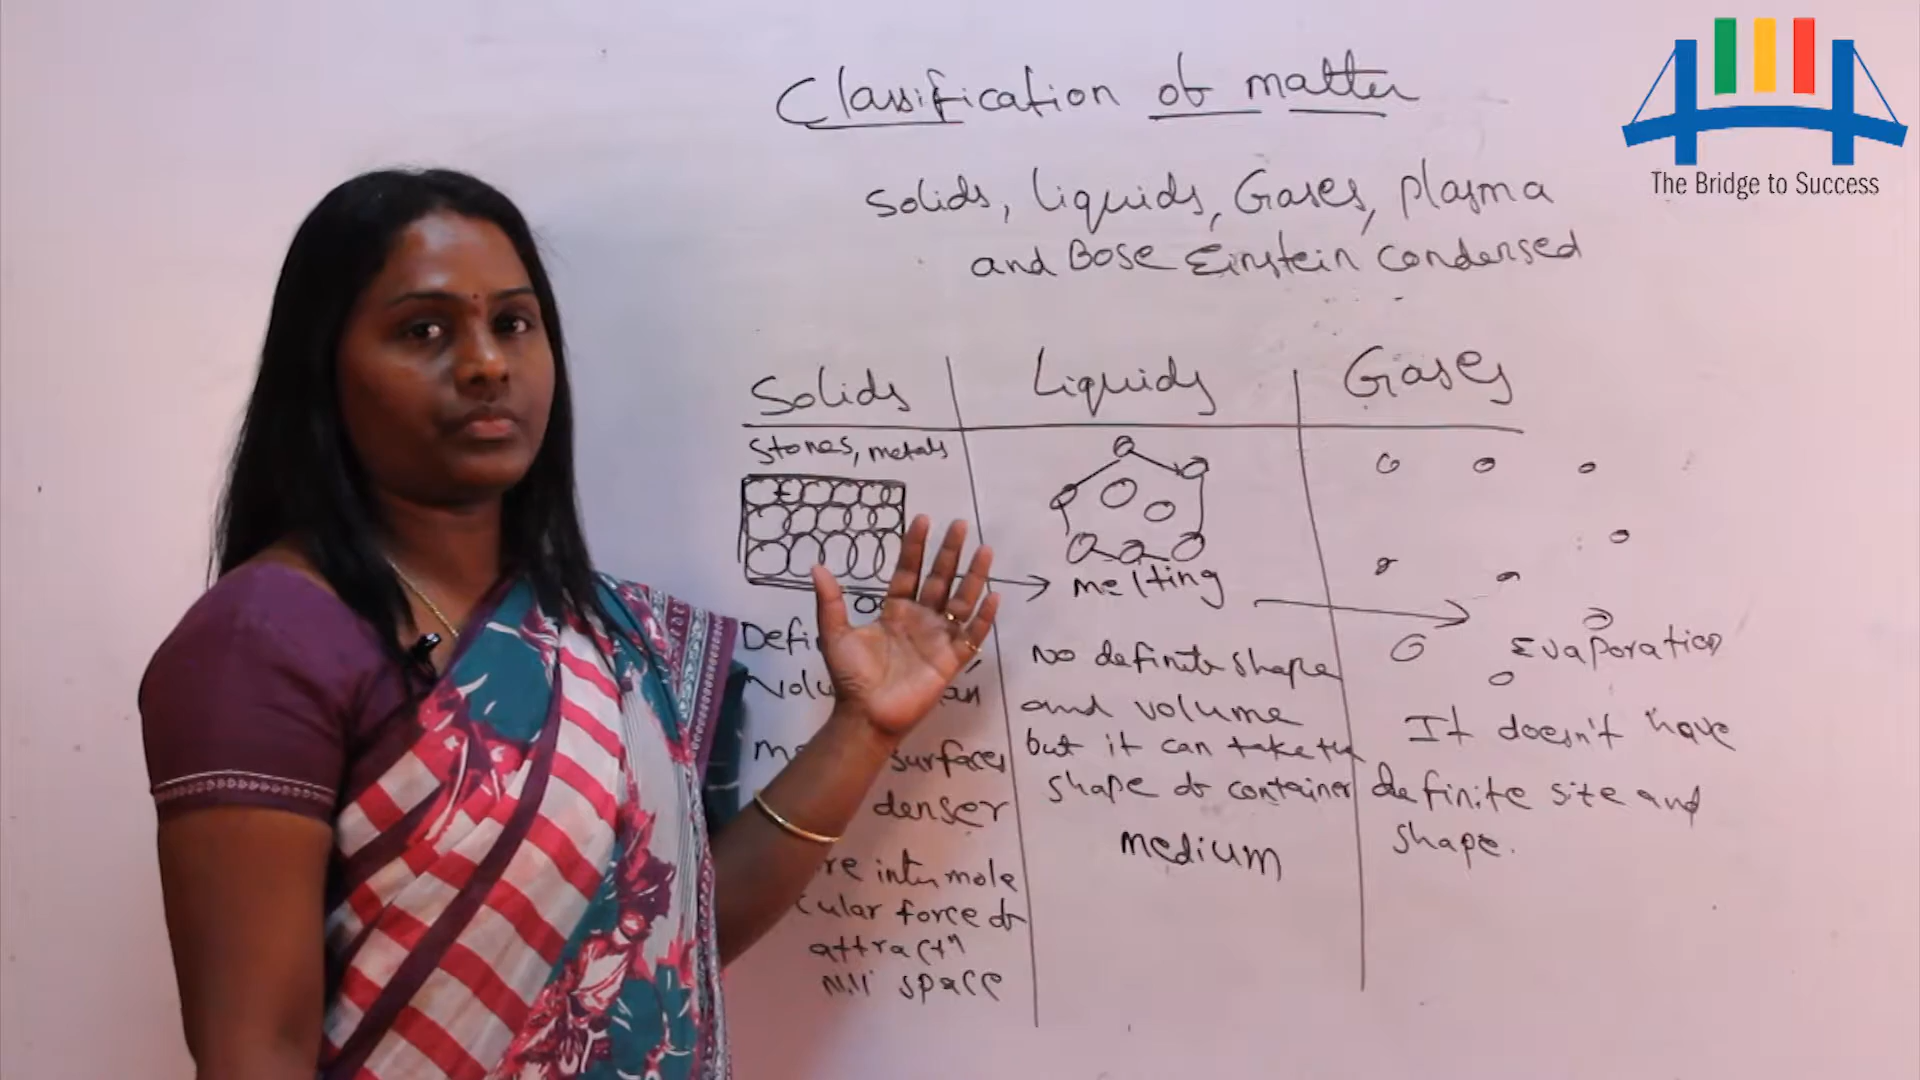 Classification of matter
The Bridge to Success
Solids, Liquids, Gases, plasma
and Bose Einstein condensed
Solids
Stones, metals
Defi
Volu
surfaces
denser
re inter mole
cular force of
attract"
Nil space
Liquids
melting
No definite shape
and volume
but it can take the
shape of container
medium
Gases
Evaporation
It doesn't have
definite size and
shape.